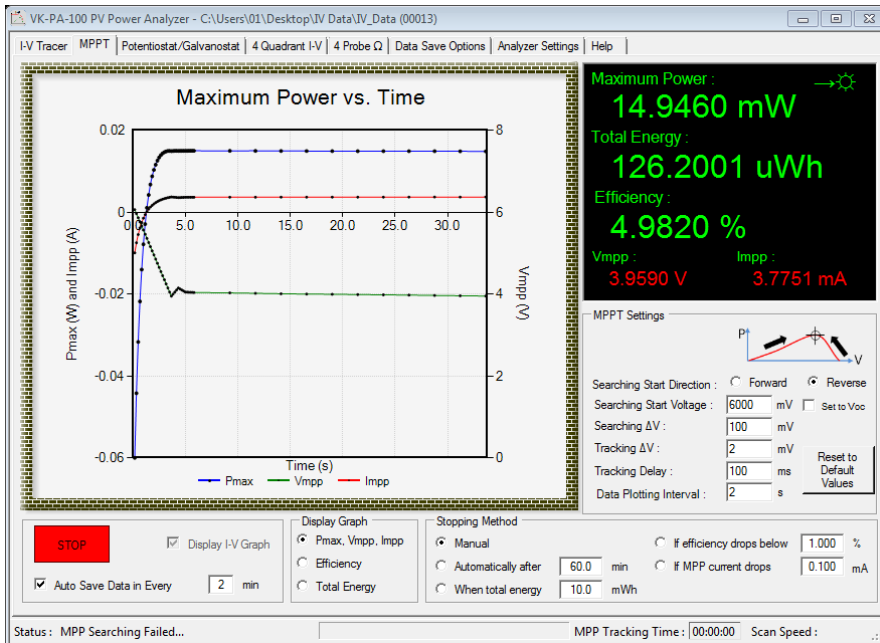 VK-PA-100 PV Power Analyzer - C:\Users\01\Desktop\IV Data\IV_Data (00013)
I-V Tracer MPPT Potentiostat/Galvanostat 4 Quadrant I-V 4 Probe Ω Data Save Options Analyzer Settings Help
Maximum Power vs. Time
0.02
0
-0.02
-0.04
-0.06
Pmax (W) and Impp (A)
0.0 5.0 10.0 15.0 20.0 25.0 30.0
Time (s)
8
6
4
2
0
Vmpp (V)
Pmax Vmpp Impp
Maximum Power :
14.9460 mW
Total Energy :
126.2001 uWh
Efficiency :
4.9820 %
Vmpp : Impp :
3.9590 V 3.7751 mA
MPPT Settings
P
V
Searching Start Direction : Forward Reverse
Searching Start Voltage : 6000 mV Set to Voc
Searching ΔV : 100 mV
Tracking ΔV : 2 mV
Tracking Delay : 100 ms
Data Plotting Interval : 2 s
Reset to
Default
Values
STOP
Display I-V Graph
Auto Save Data in Every 2 min
Display Graph
Pmax, Vmpp, Impp
Efficiency
Total Energy
Stopping Method
Manual If efficiency drops below 1.000 %
Automatically after 60.0 min If MPP current drops 0.100 mA
When total energy 10.0 mWh
Status : MPP Searching Failed... MPP Tracking Time : 00:00:00 Scan Speed :